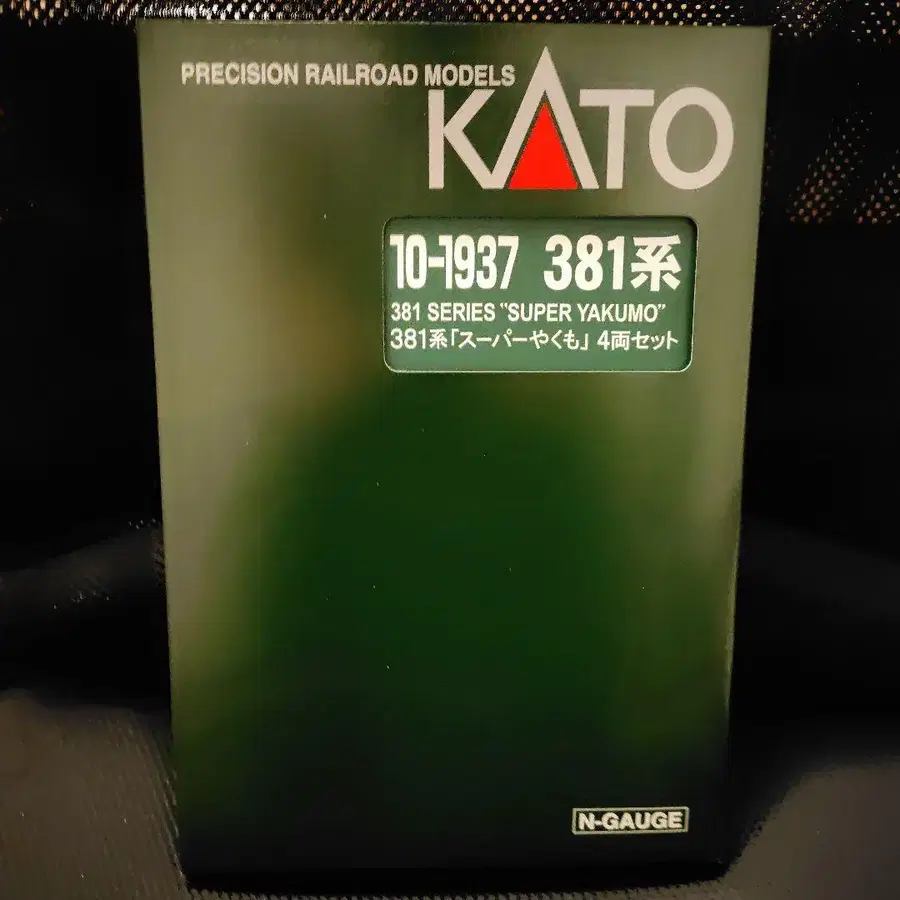 PRECISION RAILROAD MODELS
KATO
10-1937 381系
381 SERIES "SUPER YAKUMO"
381系「スーパーやくも」 4両セット
N-GAUGE